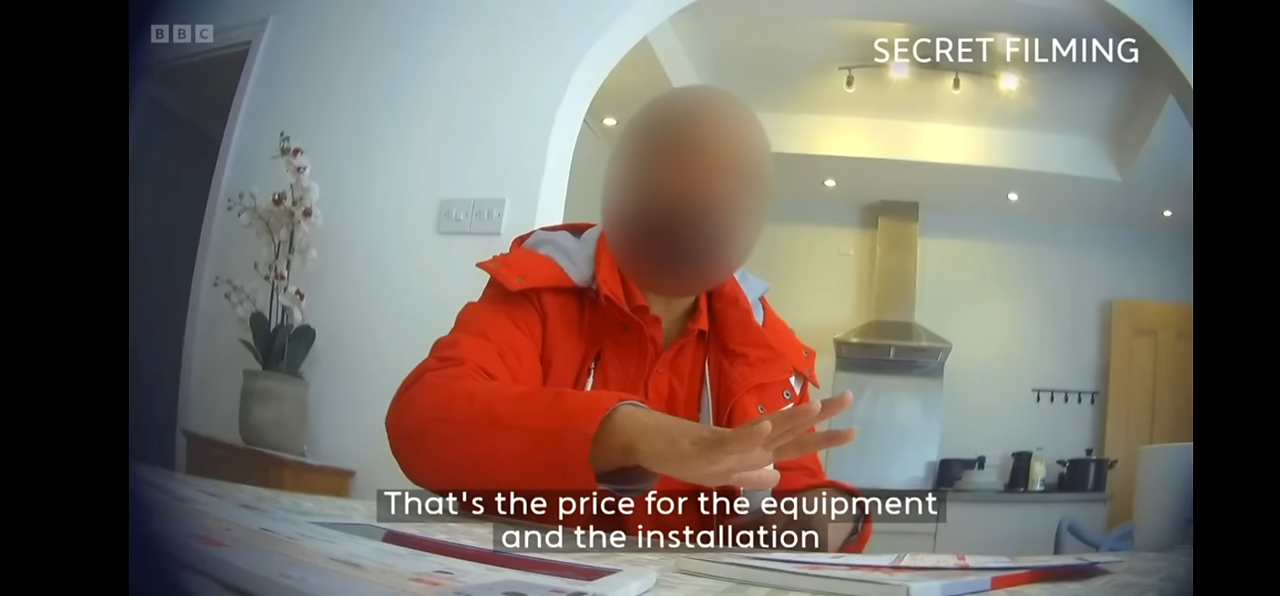 BBC
SECRET FILMING
That's the price for the equipment
and the installation